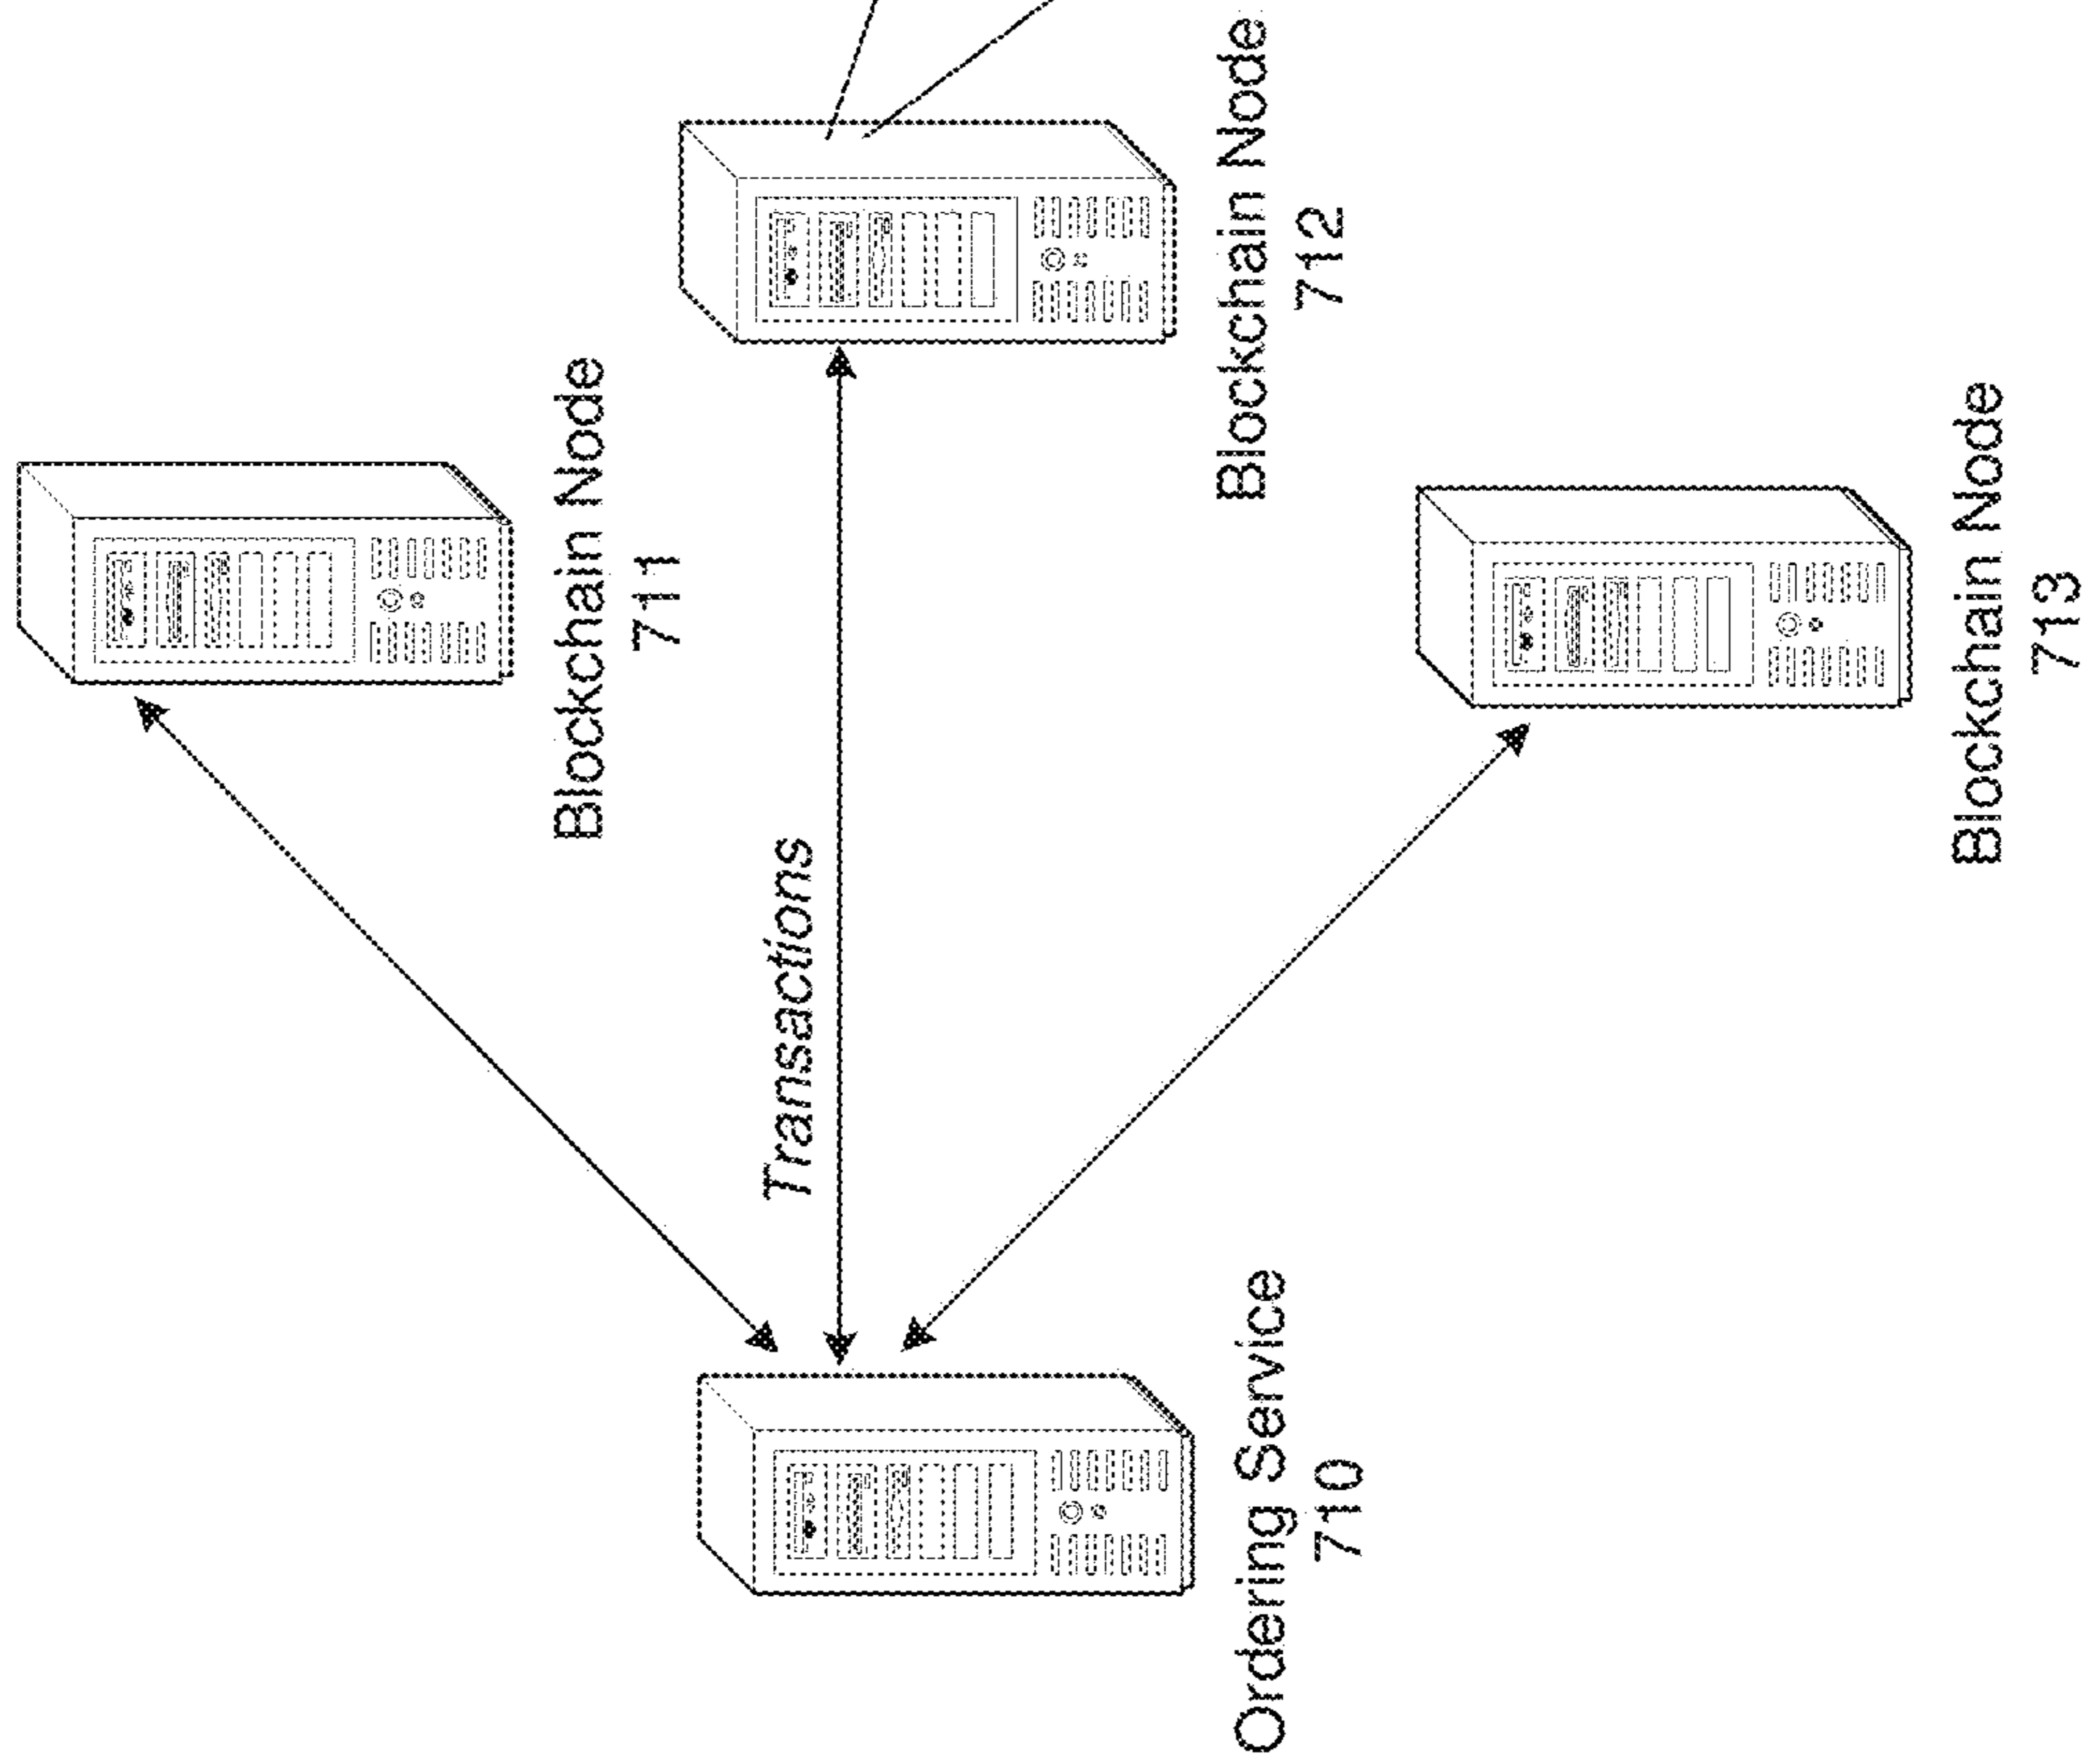 Blockchain Node
711
Transactions
Ordering Service
710
Blockchain Node
712
Blockchain Node
713